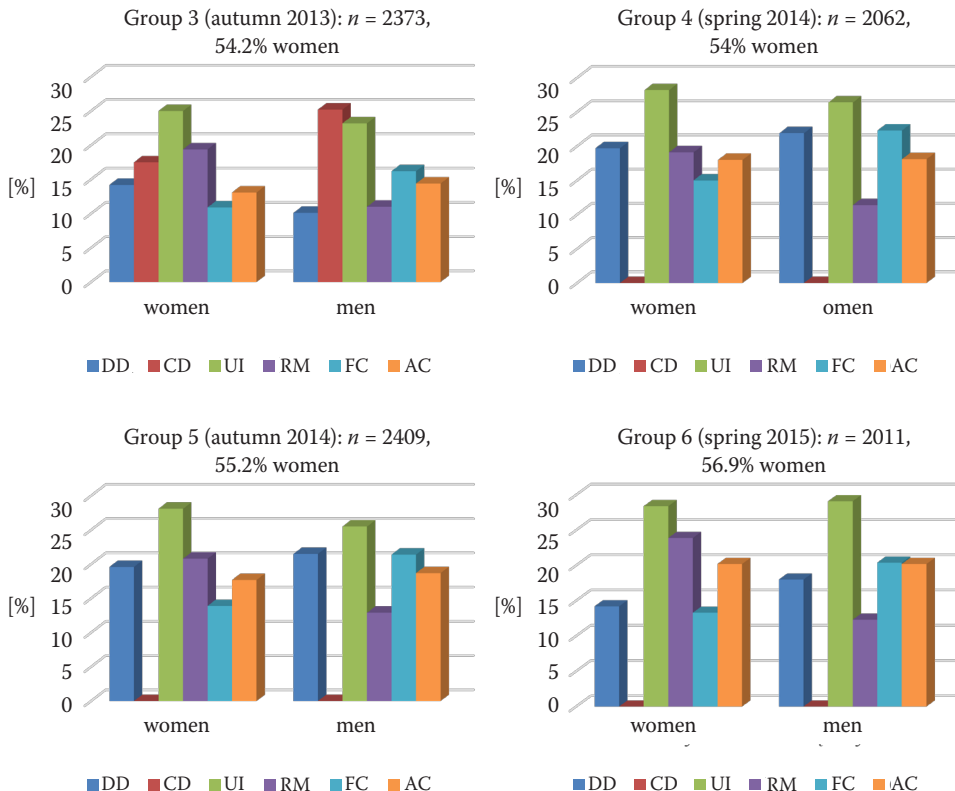 Group 3 (autumn 2013): n = 2373,
54.2% women
30
25
20
15
10
5
0
[%]
women men
DD CD UI RM FC AC
Group 4 (spring 2014): n = 2062,
54% women
30
25
20
15
10
5
0
[%]
women omen
DD CD UI RM FC AC
Group 5 (autumn 2014): n = 2409,
55.2% women
30
25
20
15
10
5
0
[%]
women men
DD CD UI RM FC AC
Group 6 (spring 2015): n = 2011,
56.9% women
30
25
20
15
10
5
0
[%]
women men
DD CD UI RM FC AC